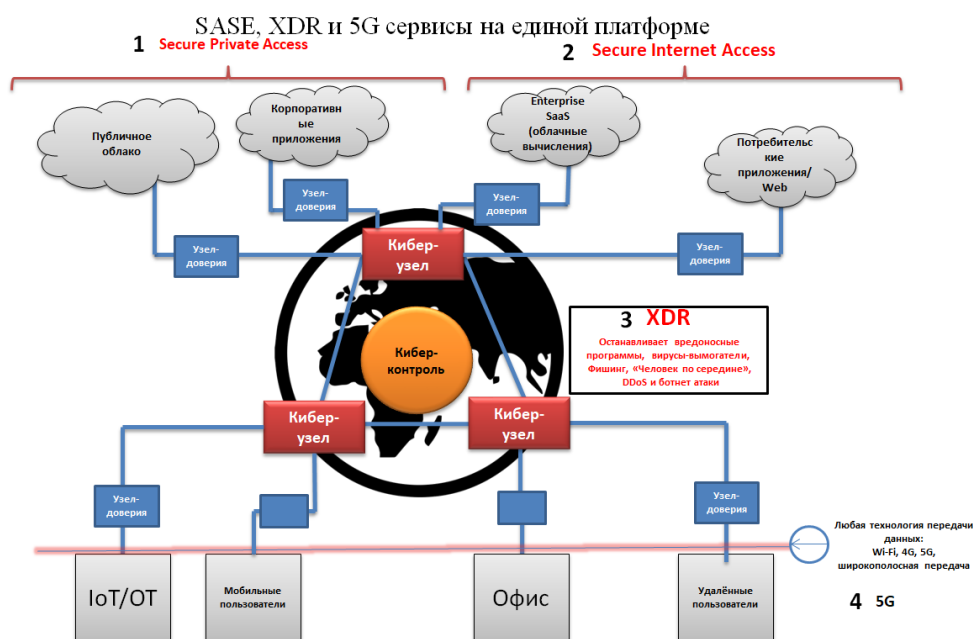 SASE, XDR и 5G сервисы на единой платформе
1 Secure Private Access
2 Secure Internet Access
Публичное
облако
Корпоративн
ые
приложения
Enterprise
SaaS
(облачные
вычисления)
Потребительс
кие
приложения/
Web
Узел-
доверия
Узел-
доверия
Узел-
доверия
Узел-
доверия
Кибер-
узел
Кибер-
контроль
3 XDR
Останавливает вредоносные
программы, вирусы-вымогатели,
Фишинг, «Человек по середине»,
DDoS и ботнет атаки
Кибер-
узел
Кибер-
узел
Узел-
доверия
Узел-
доверия
Любая технология передачи
данных:
Wi-Fi, 4G, 5G,
широкополосная передача
IoT/OT
Мобильные
пользователи
Офис
Удалённые
пользователи
4 5G